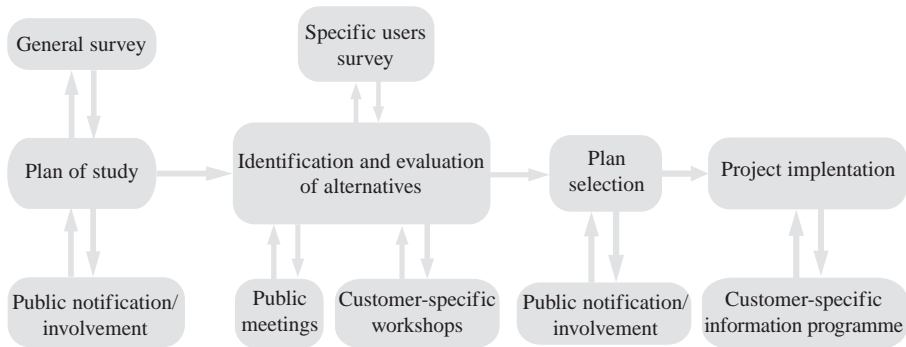 General survey
Specific users
survey
Plan of study
Identification and evaluation
of alternatives
Plan
selection
Project implentation
Public notification/
involvement
Public
meetings
Customer-specific
workshops
Public notification/
involvement
Customer-specific
information programme